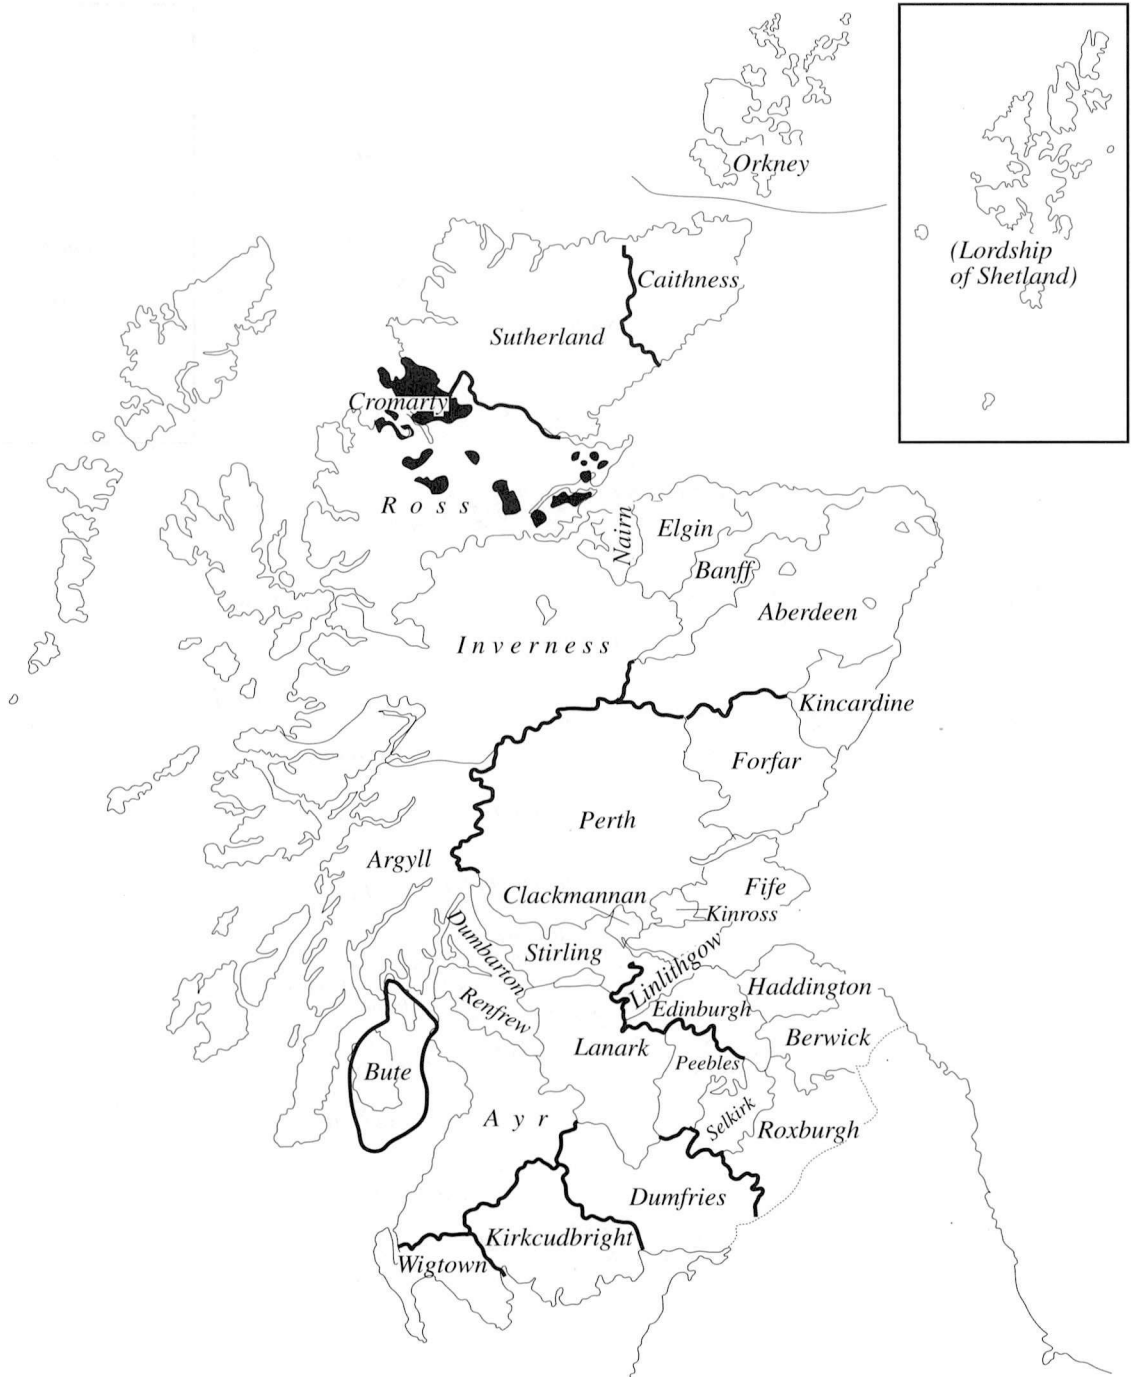 Orkney
(Lordship
of Shetland)
Caithness
Sutherland
Cromarty
Ross
Nairn
Elgin
Banff
Aberdeen
Inverness
Kincardine
Forfar
Perth
Argyll
Clackmannan
Fife
Kinross
Dumbarton
Stirling
Linlithgow
Renfrew
Edinburgh
Haddington
Lanark
Berwick
Peebles
Bute
Selkirk
Ayr
Roxburgh
Dumfries
Kirkcudbright
Wigtown